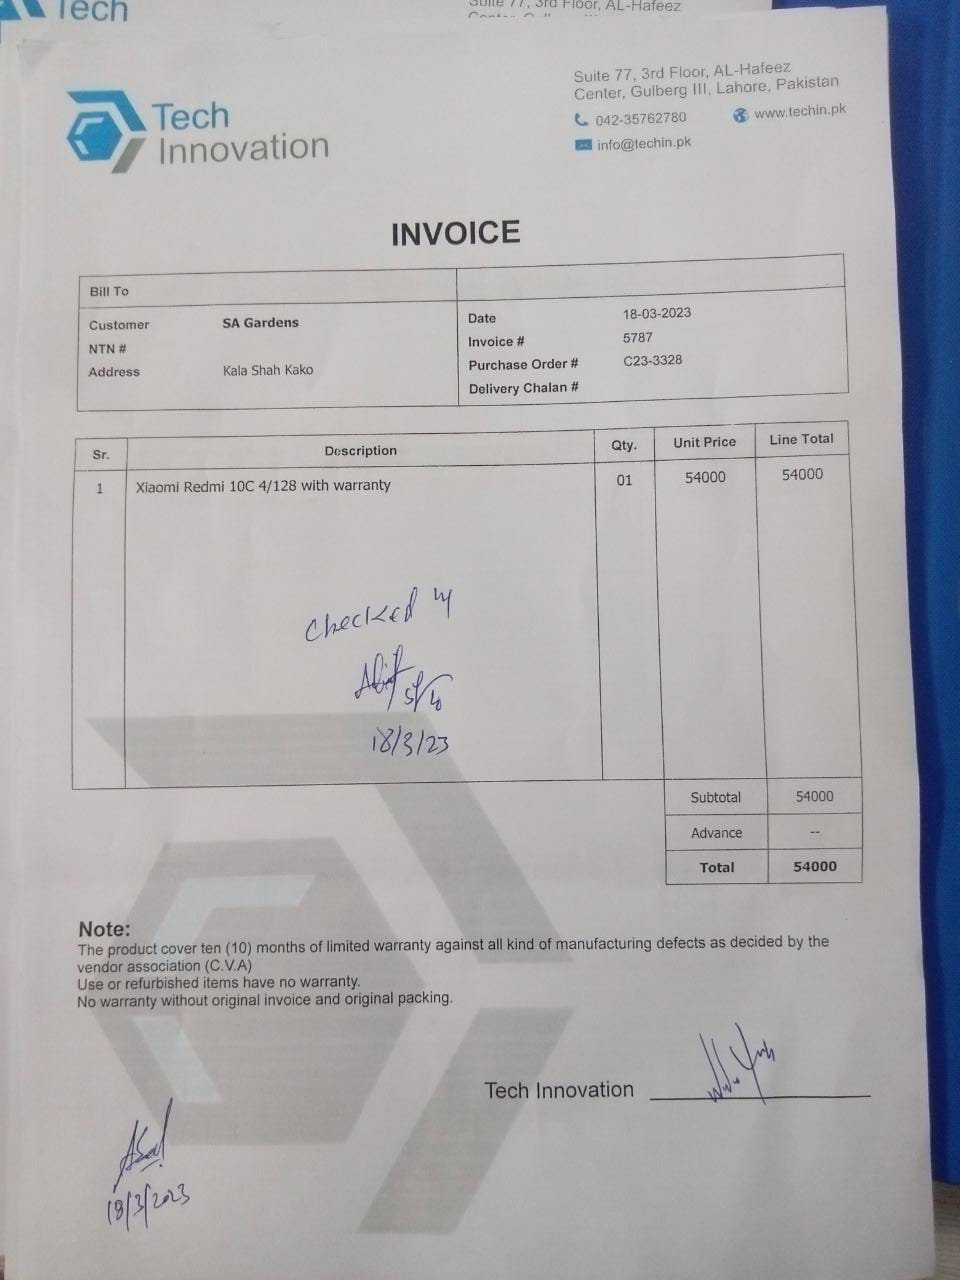 Tech
Suite 77, 3rd Floor, AL-Hafeez
Tech
Innovation
Suite 77, 3rd Floor, AL-Hafeez
Center, Gulberg III, Lahore, Pakistan
042-35762780 www.techin.pk
info@techin.pk
INVOICE
Bill To
Customer SA Gardens
NTN #
Address Kala Shah Kako
Date 18-03-2023
Invoice # 5787
Purchase Order # C23-3328
Delivery Chalan #
Sr. Description Qty. Unit Price Line Total
1 Xiaomi Redmi 10C 4/128 with warranty 01 54000 54000
Checked by
18/3/23
Subtotal 54000
Advance --
Total 54000
Note:
The product cover ten (10) months of limited warranty against all kind of manufacturing defects as decided by the
vendor association (C.V.A)
Use or refurbished items have no warranty.
No warranty without original invoice and original packing.
Tech Innovation
18/3/2023